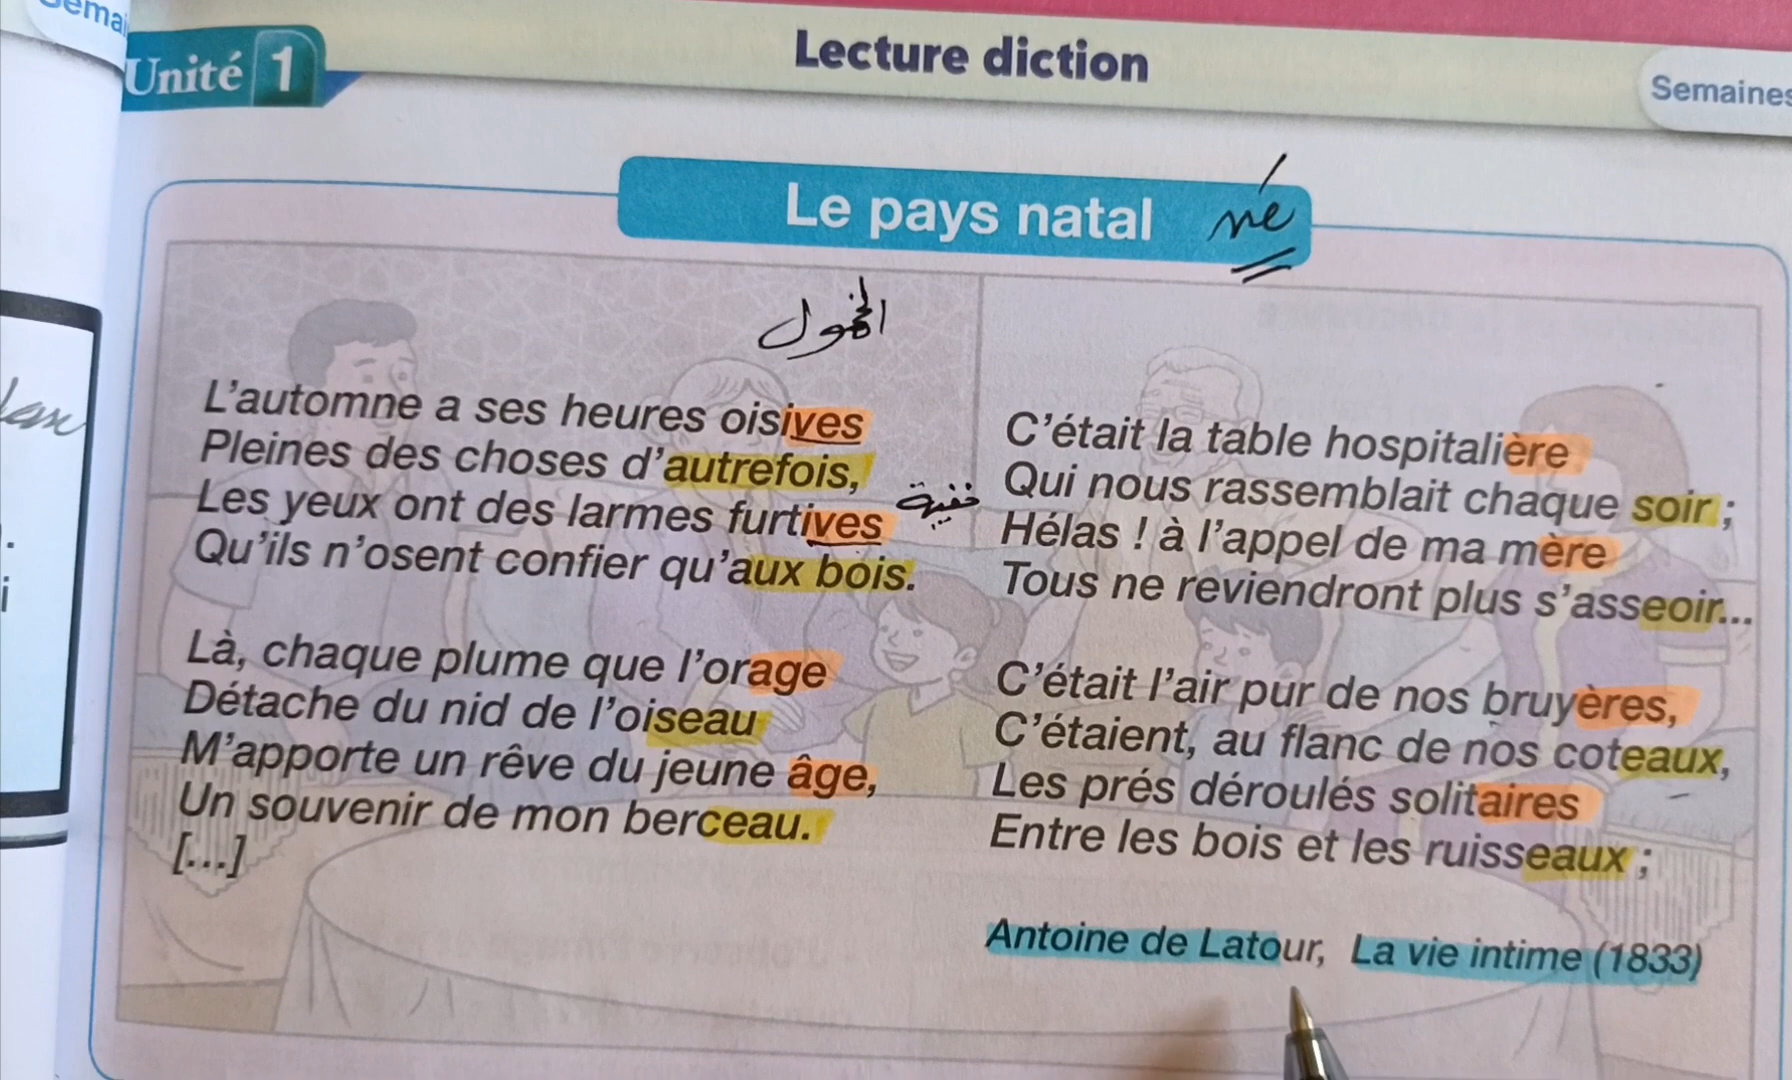 Unité 1
Lecture diction
Semaines
Le pays natal né
الخمول
L'automne a ses heures oisives
Pleines des choses d'autrefois,
Les yeux ont des larmes furtives خفية
Qu'ils n'osent confier qu'aux bois.
Là, chaque plume que l'orage
Détache du nid de l'oiseau
M'apporte un rêve du jeune âge,
Un souvenir de mon berceau.
[...]
C'était la table hospitalière
Qui nous rassemblait chaque soir ;
Hélas ! à l'appel de ma mère
Tous ne reviendront plus s'asseoir...
C'était l'air pur de nos bruyères,
C'étaient, au flanc de nos coteaux,
Les prés déroulés solitaires
Entre les bois et les ruisseaux ;
Antoine de Latour, La vie intime (1833)